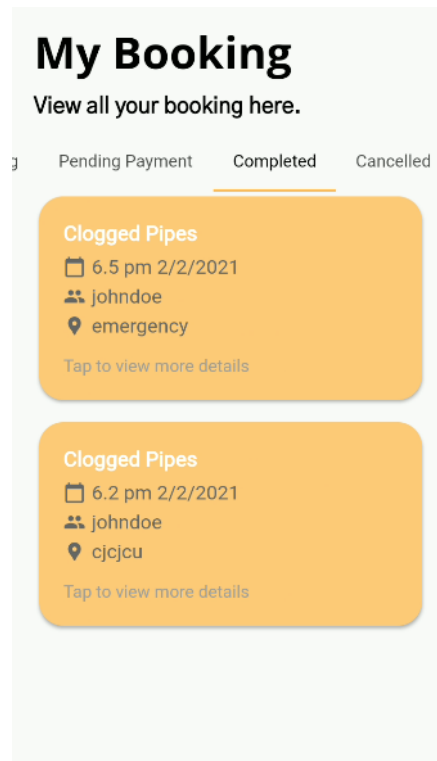 My Booking
View all your booking here.
g Pending Payment Completed Cancelled
Clogged Pipes
6.5 pm 2/2/2021
johndoe
emergency
Tap to view more details
Clogged Pipes
6.2 pm 2/2/2021
johndoe
cjcjcu
Tap to view more details